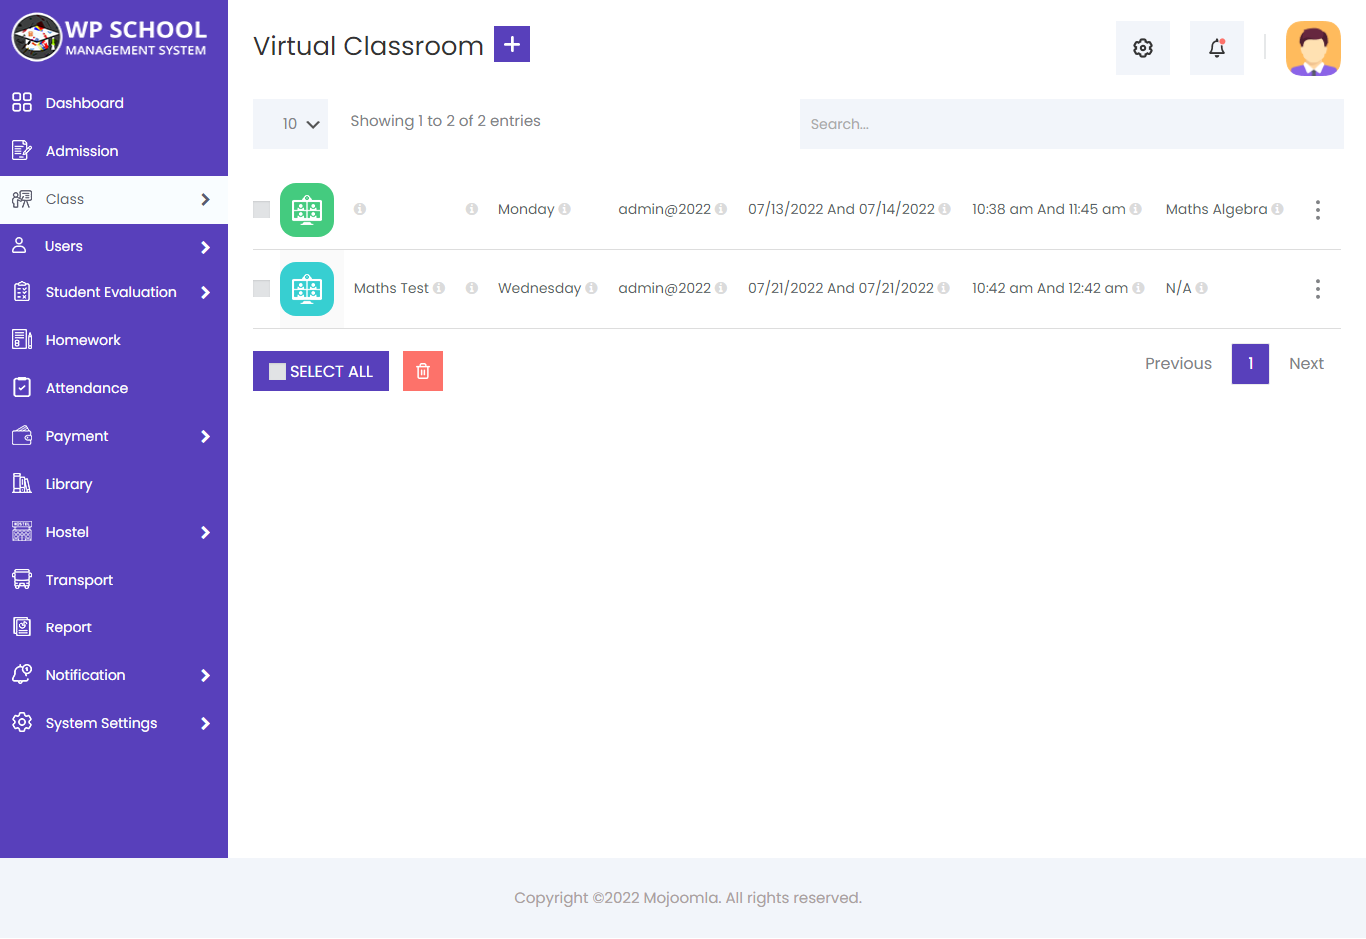 WP SCHOOL
MANAGEMENT SYSTEM
Dashboard
Admission
Class
Users
Student Evaluation
Homework
Attendance
Payment
Library
HOSTEL
Hostel
Transport
Report
Notification
System Settings
Virtual Classroom +
10
Showing 1 to 2 of 2 entries
Search...
Monday admin@2022 07/13/2022 And 07/14/2022 10:38 am And 11:45 am Maths Algebra
Maths Test Wednesday admin@2022 07/21/2022 And 07/21/2022 10:42 am And 12:42 am N/A
SELECT ALL
Previous 1 Next
Copyright ©2022 Mojoomla. All rights reserved.